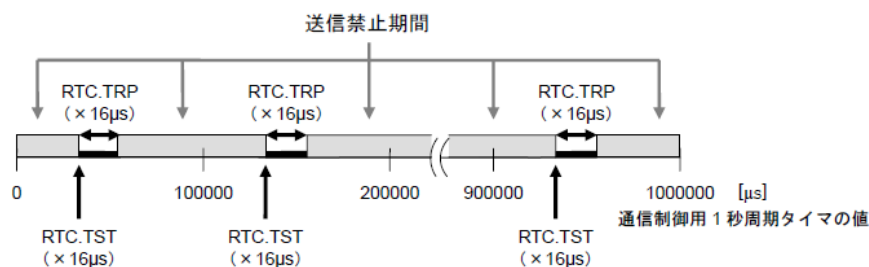 送信禁止期間
RTC.TRP
(×16μs)
RTC.TRP
(×16μs)
RTC.TRP
(×16μs)
0
100000
200000
900000
1000000
[μs]
通信制御用1秒周期タイマの値
RTC.TST
(×16μs)
RTC.TST
(×16μs)
RTC.TST
(×16μs)